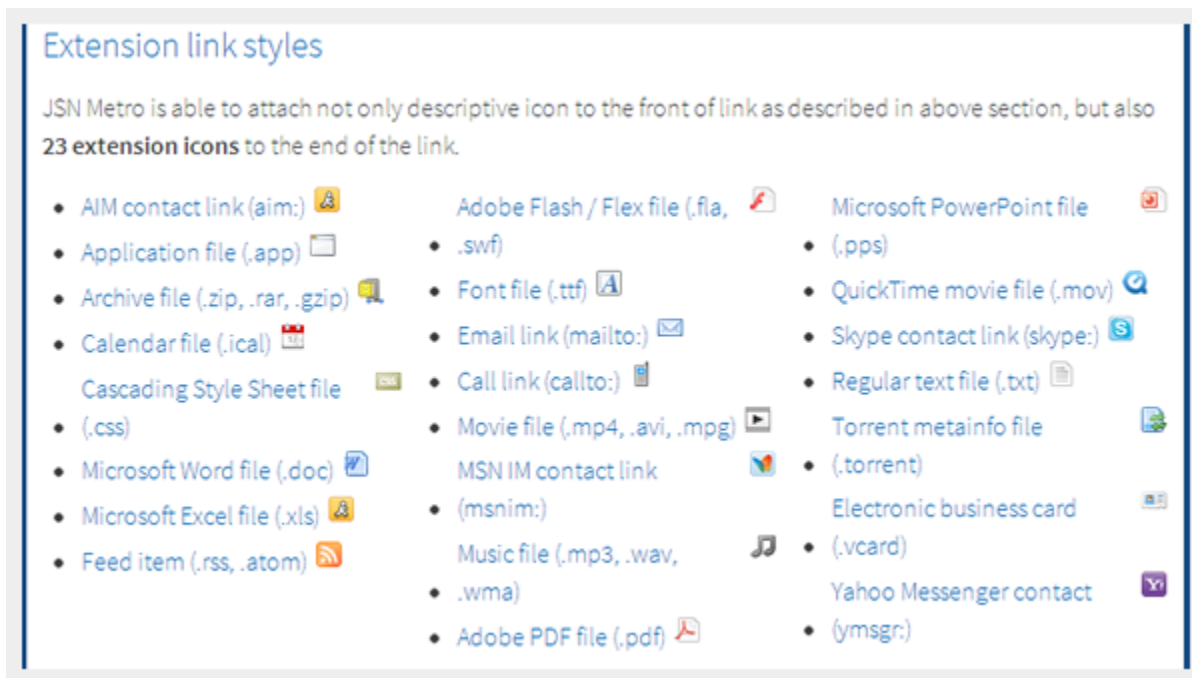 Extension link styles
JSN Metro is able to attach not only descriptive icon to the front of link as described in above section, but also
23 extension icons to the end of the link.
AIM contact link (aim:)
Application file (.app)
Archive file (.zip, .rar, .gzip)
Calendar file (.ical)
Cascading Style Sheet file
(.css)
Microsoft Word file (.doc)
Microsoft Excel file (.xls)
Feed item (.rss, .atom)
Adobe Flash / Flex file (.fla,
.swf)
Font file (.ttf)
Email link (mailto:)
Call link (callto:)
Movie file (.mp4, .avi, .mpg)
MSN IM contact link
(msnim:)
Music file (.mp3, .wav,
.wma)
Adobe PDF file (.pdf)
Microsoft PowerPoint file
(.pps)
QuickTime movie file (.mov)
Skype contact link (skype:)
Regular text file (.txt)
Torrent metainfo file
(.torrent)
Electronic business card
(.vcard)
Yahoo Messenger contact
(ymsgr:)